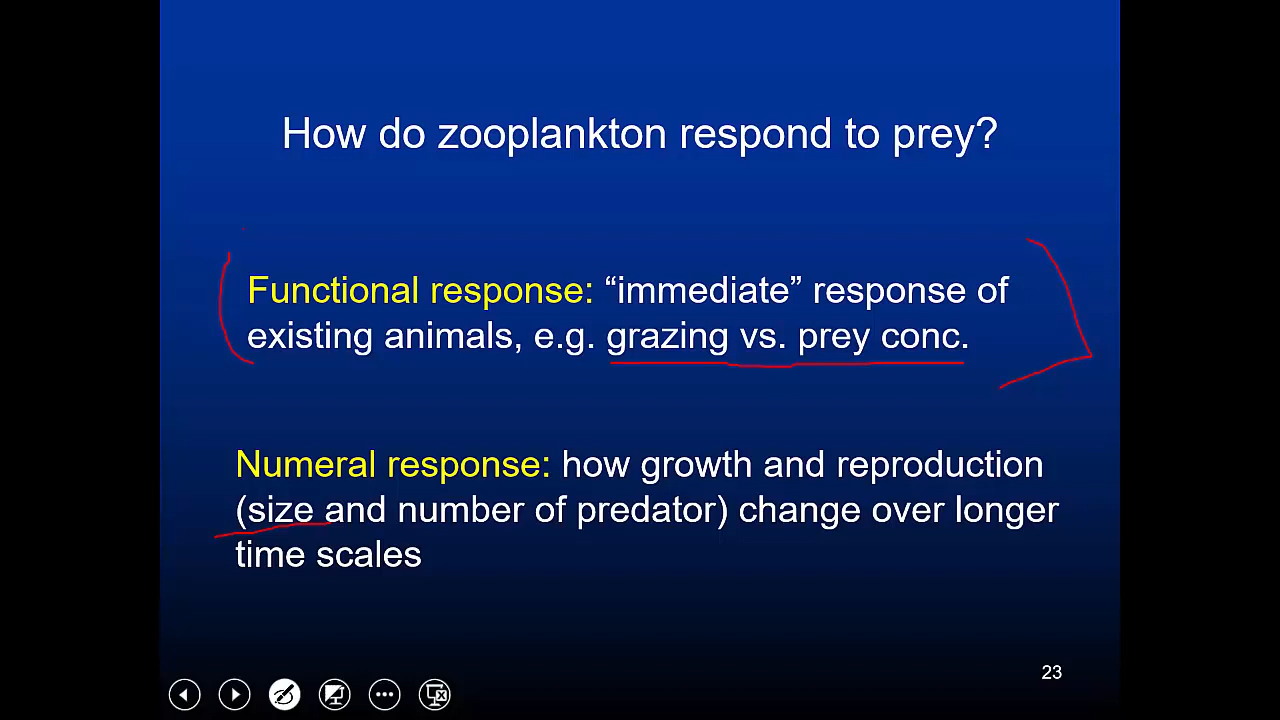 How do zooplankton respond to prey?
Functional response: “immediate” response of
existing animals, e.g. grazing vs. prey conc.
Numeral response: how growth and reproduction
(size and number of predator) change over longer
time scales
23